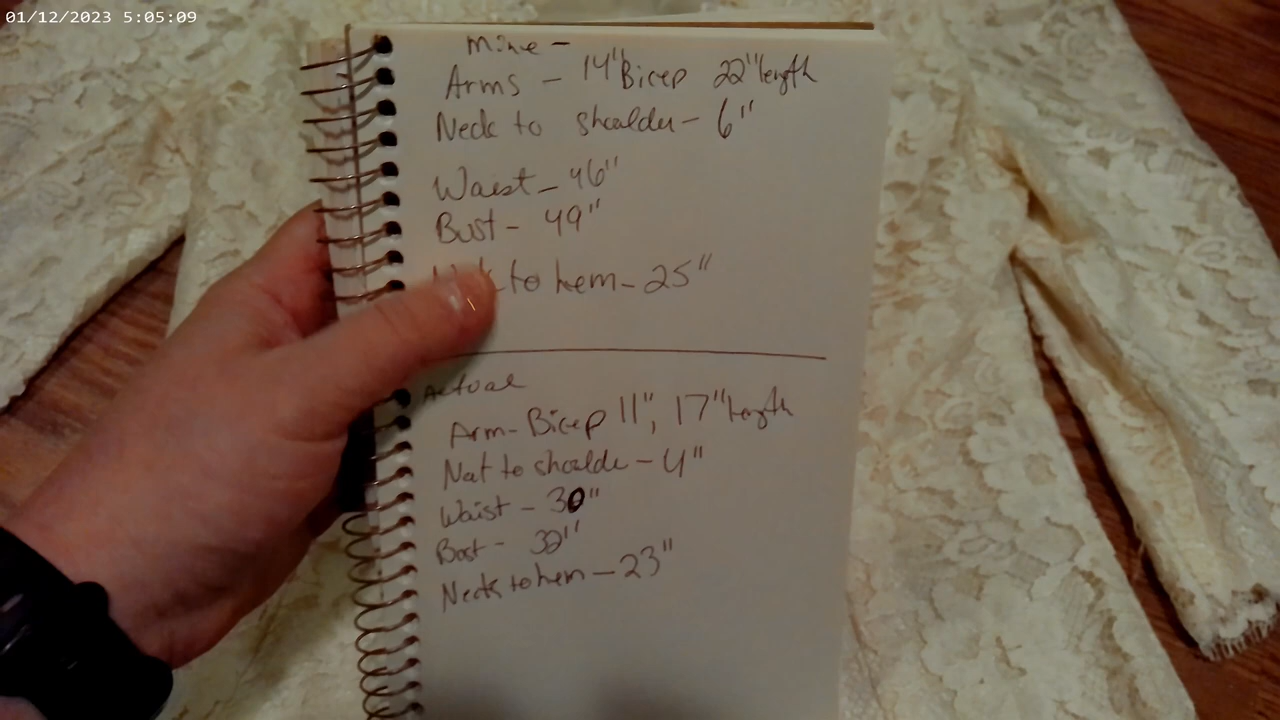 01/12/2023 5:05:09
Mine -
Arms - 14" Bicep 22" length
Neck to shoulder - 6"
Waist - 46"
Bust - 49"
to hem - 25"
Actual
Arm - Bicep 11", 17" length
to shoulde - 4"
Waist - 30"
Bust - 32"
Neck to hem - 23"